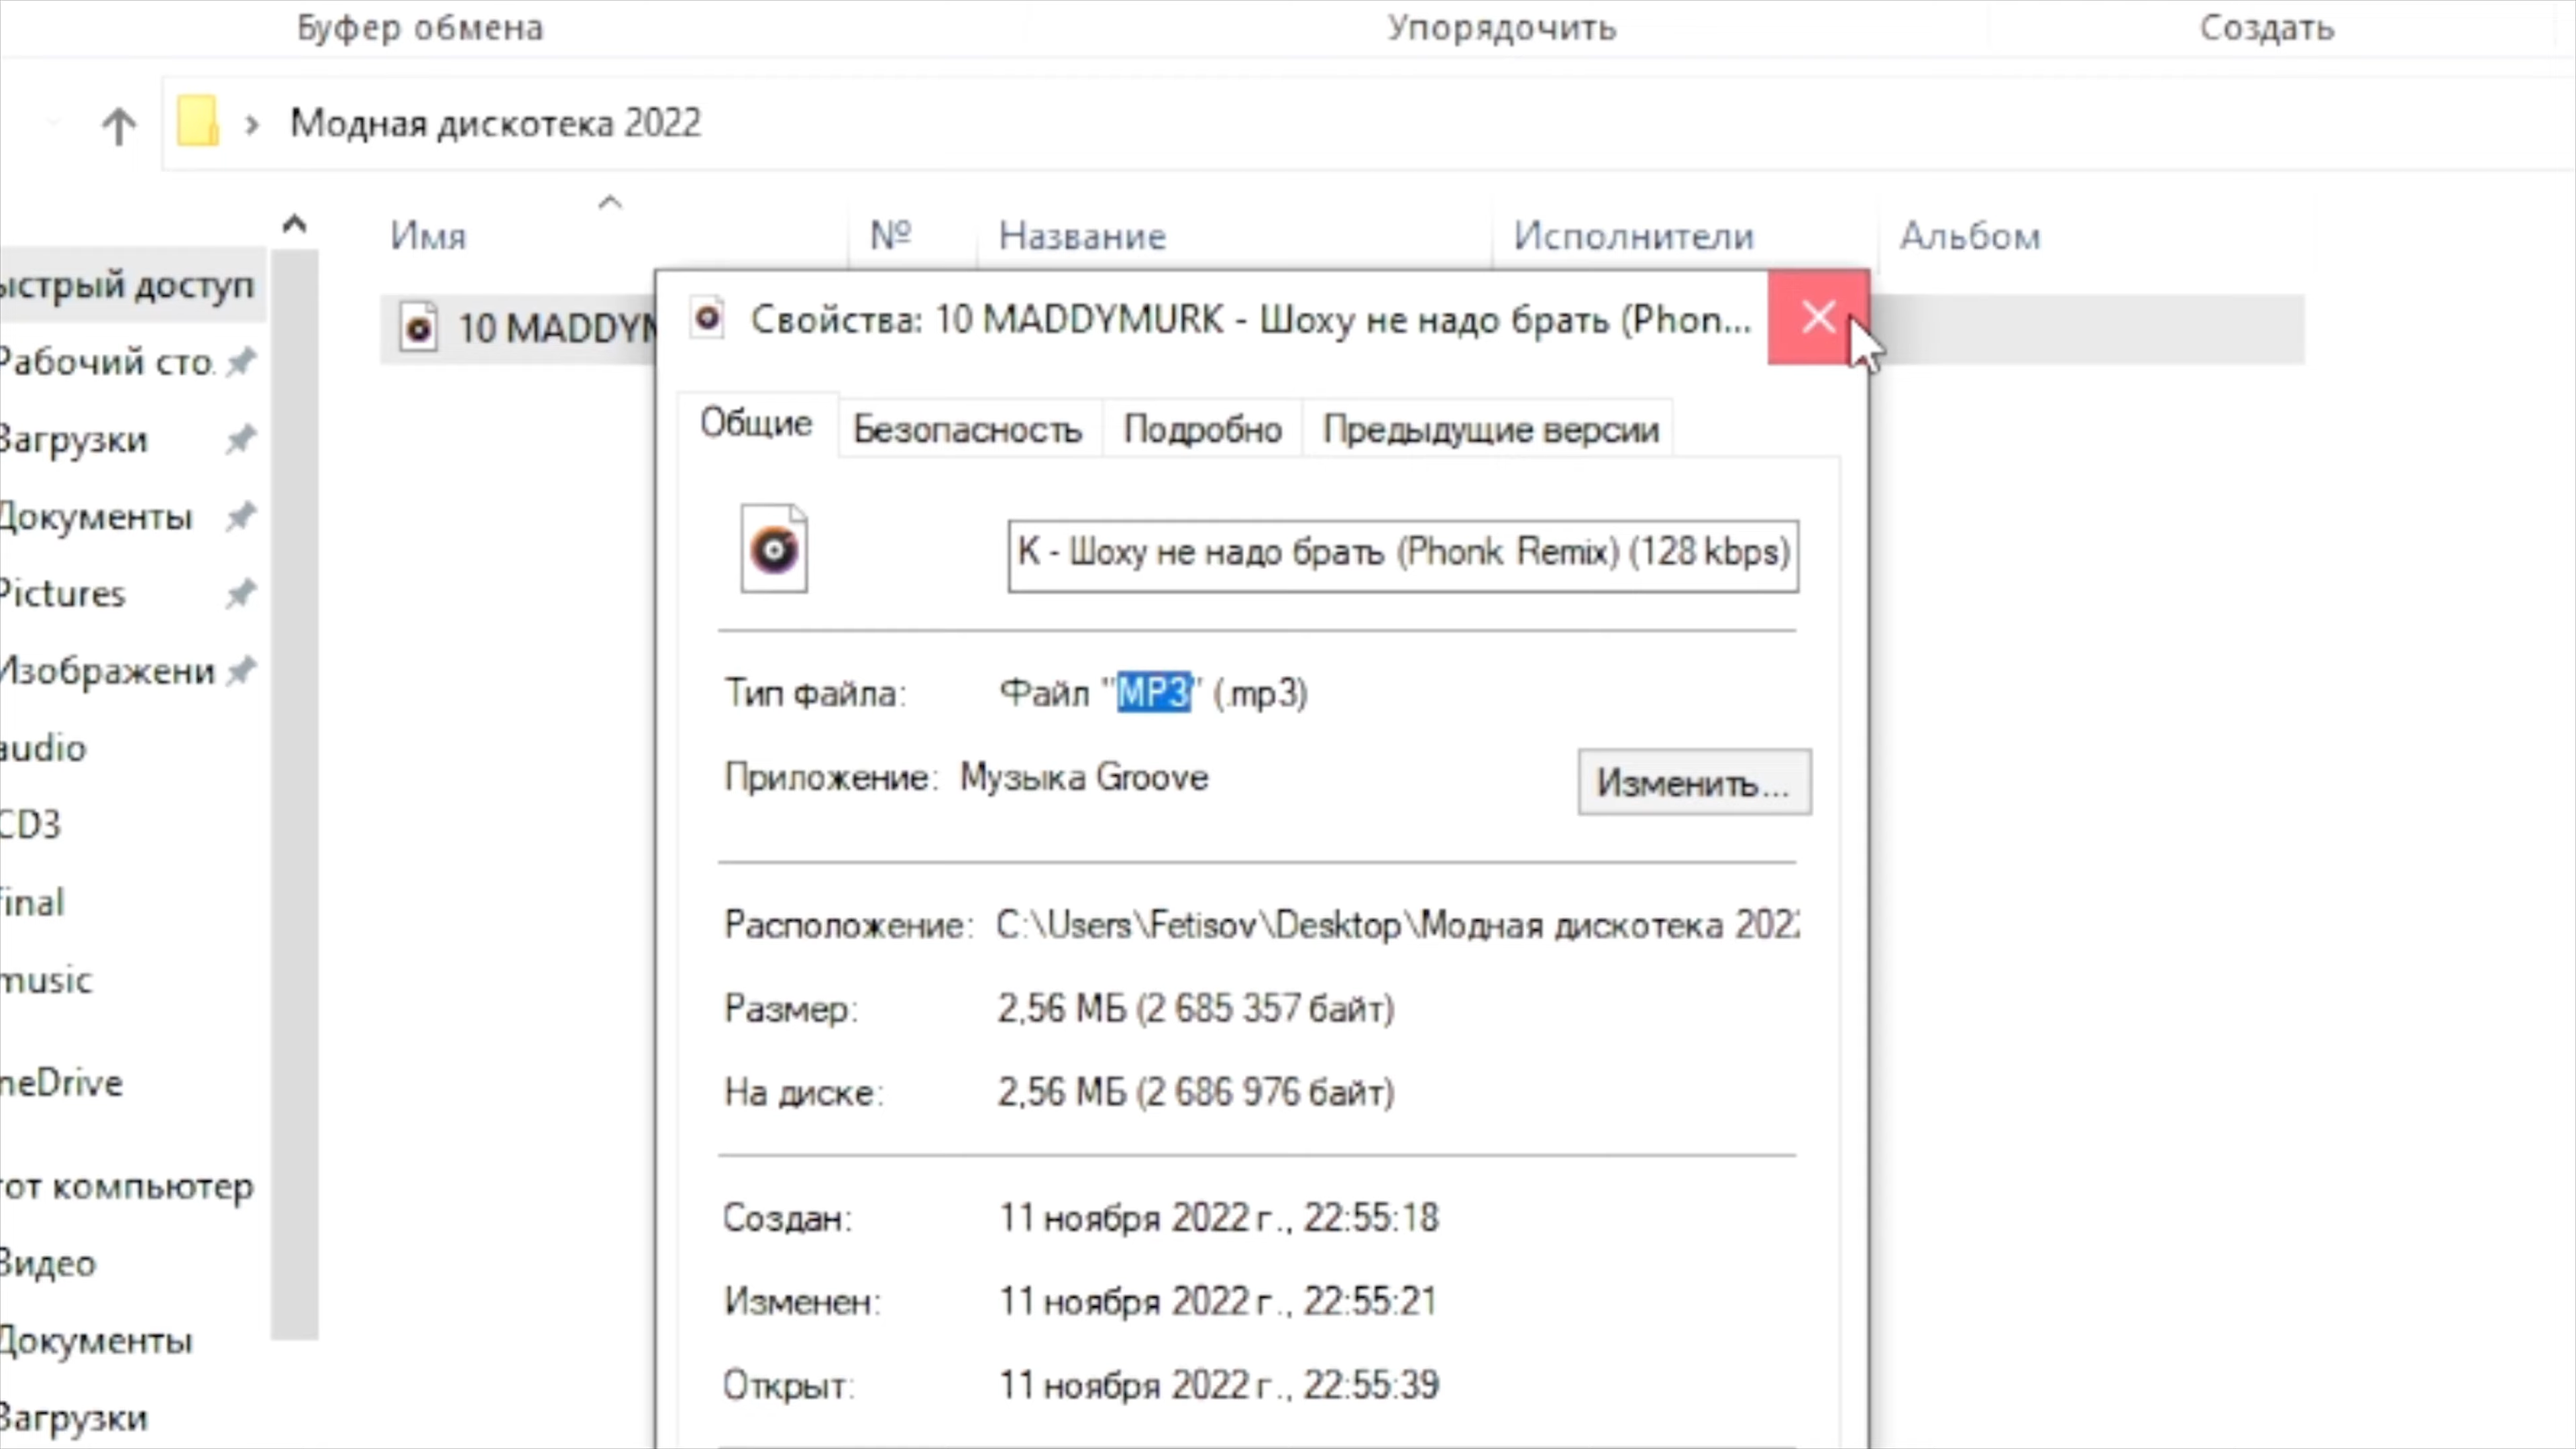 Буфер обмена Упорядочить Создать
Модная дискотека 2022
Имя № Название Исполнители Альбом
ыстрый доступ
Рабочий сто.
Загрузки
Документы
Pictures
Изображени
audio
CD3
final
music
neDrive
тот компьютер
Видео
Документы
Загрузки
10 MADDYM
Свойства: 10 MADDYMURK - Шоху не надо брать (Phon...
Общие Безопасность Подробно Предыдущие версии
K - Шоху не надо брать (Phonk Remix) (128 kbps)
Тип файла: Файл "MP3" (.mp3)
Приложение: Музыка Groove Изменить...
Расположение: C:\Users\Fetisov\Desktop\Модная дискотека 2022
Размер: 2,56 МБ (2 685 357 байт)
На диске: 2,56 МБ (2 686 976 байт)
Создан: 11 ноября 2022 г., 22:55:18
Изменен: 11 ноября 2022 г., 22:55:21
Открыт: 11 ноября 2022 г., 22:55:39